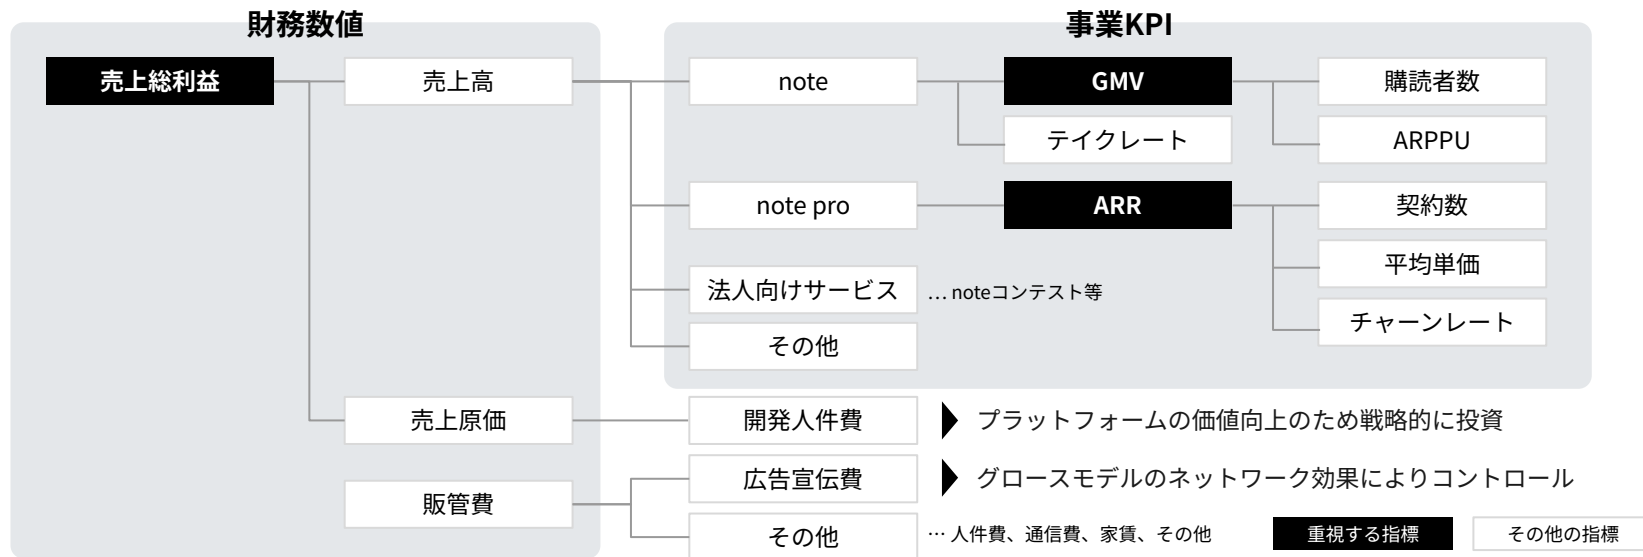 財務数値
事業KPI
売上総利益
売上高
note
GMV
購読者数
テイクレート
ARPPU
note pro
ARR
契約数
平均単価
法人向けサービス
… noteコンテスト等
チャーンレート
その他
売上原価
開発人件費
プラットフォームの価値向上のため戦略的に投資
広告宣伝費
グロースモデルのネットワーク効果によりコントロール
販管費
その他
… 人件費、通信費、家賃、その他
重視する指標
その他の指標